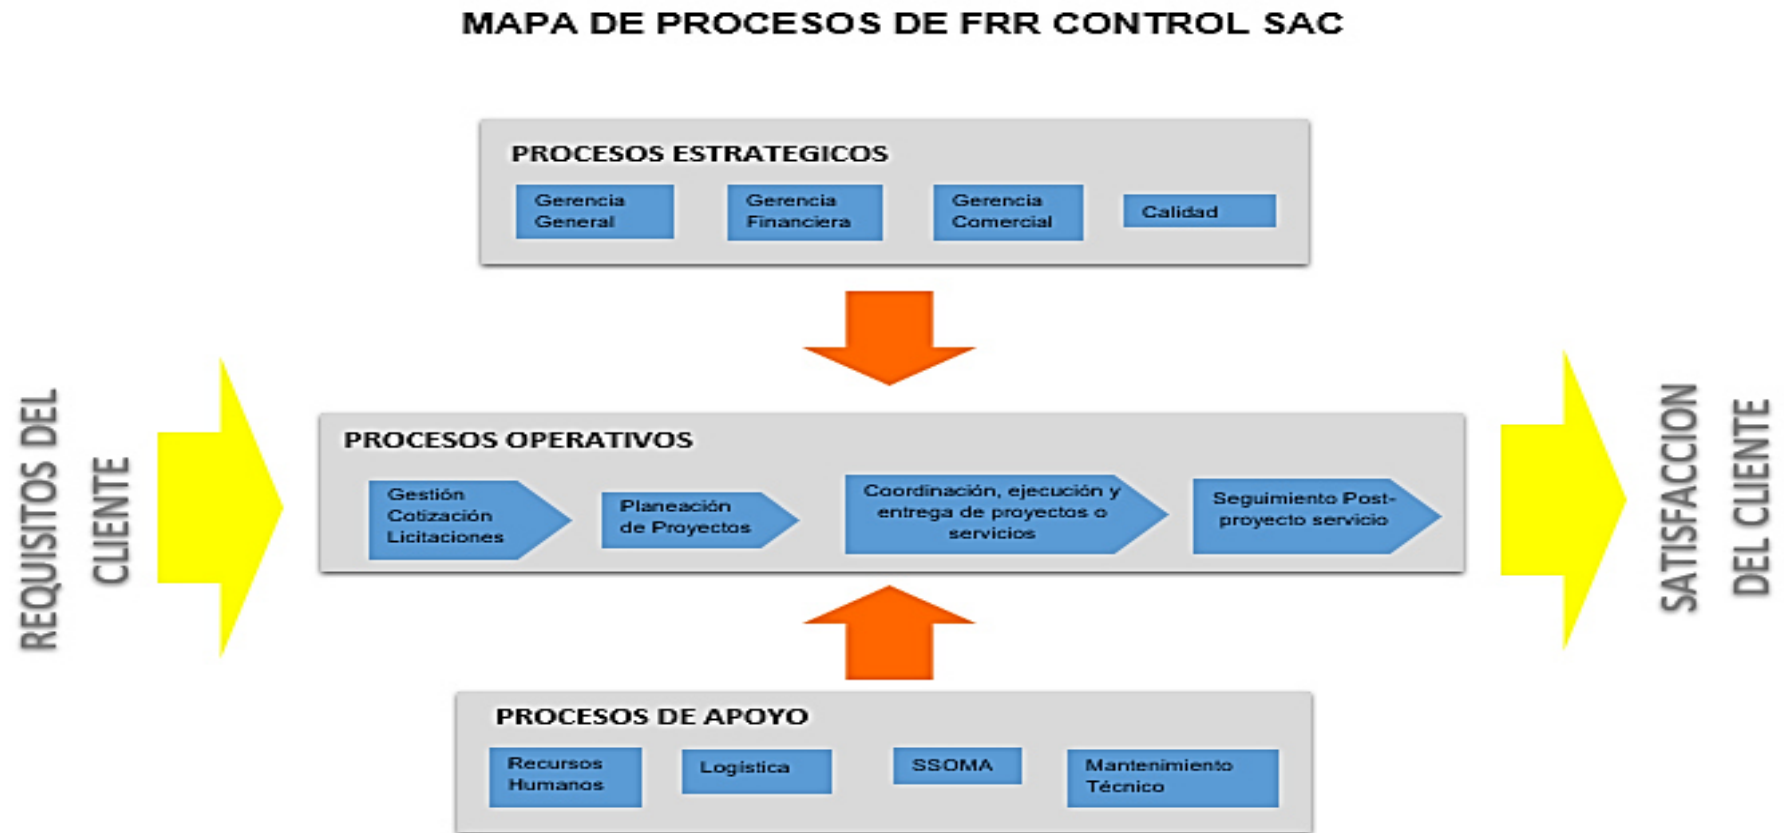 MAPA DE PROCESOS DE FRR CONTROL SAC
PROCESOS ESTRATEGICOS
Gerencia
General
Gerencia
Financiera
Gerencia
Comercial
Calidad
REQUISITOS DEL
CLIENTE
PROCESOS OPERATIVOS
Gestión
Cotización
Licitaciones
Planeación
de Proyectos
Coordinación, ejecución y
entrega de proyectos o
servicios
Seguimiento Post-
proyecto servicio
SATISFACCION
DEL CLIENTE
PROCESOS DE APOYO
Recursos
Humanos
Logística
SSOMA
Mantenimiento
Técnico